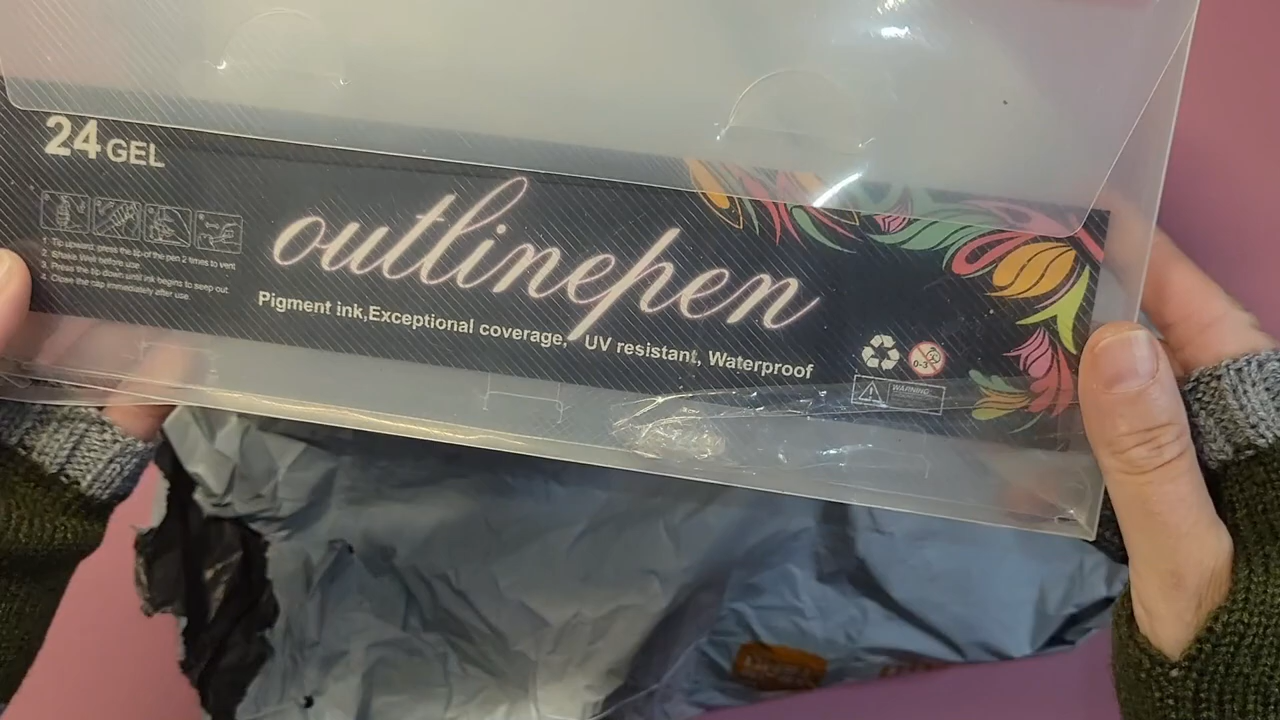 24 GEL
1. Tip upward, press the tip of the pen 2 times to vent
2. Shake Well before use
3. Press the tip down until ink begins to seep out.
4. Close the cap immediately after use.
outlinepen
Pigment ink,Exceptional coverage, UV resistant, Waterproof
0-3
WARNING